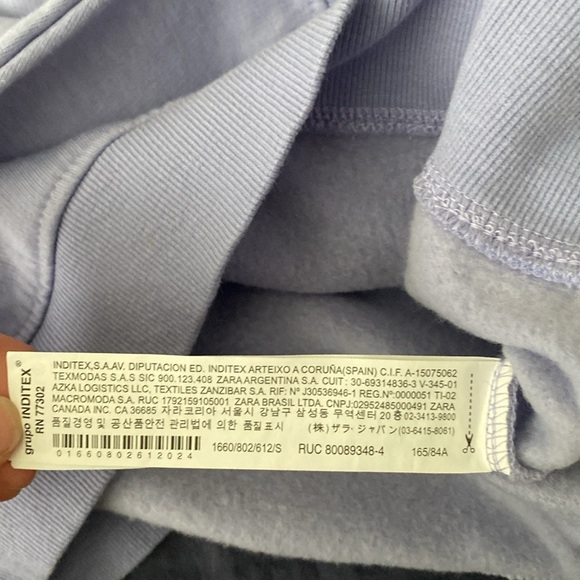 grupo INDITEX®
RN 77302
INDITEX,S.A AV. DIPUTACION ED. INDITEX ARTEIXO A CORUÑA(SPAIN) C.I.F. A-15075062
TEXMODAS S.A.S SIC 900.123.408 ZARA ARGENTINA S.A. CUIT : 30-69314836-3 V-345-01
AZKA LOGISTICS LLC, TEXTILES ZANZIBAR S.A. RIF: Nº J30536946-1 REG.Nº:0000051 TI-02
MACROMODA S.A. RUC 1792159105001 ZARA BRASIL LTDA. CNPJ:02952485000491 ZARA
CANADA INC. CA 36685 자라코리아 서울시 강남구 삼성동 무역센터 20 층 02-3413-9800
품질경영 및 공산품안전 관리법에 의한 품질표시 (株) ザラ・ジャパン (03-6415-8061)
01660802612024 1660/802/612/S RUC 80089348-4 165/84A